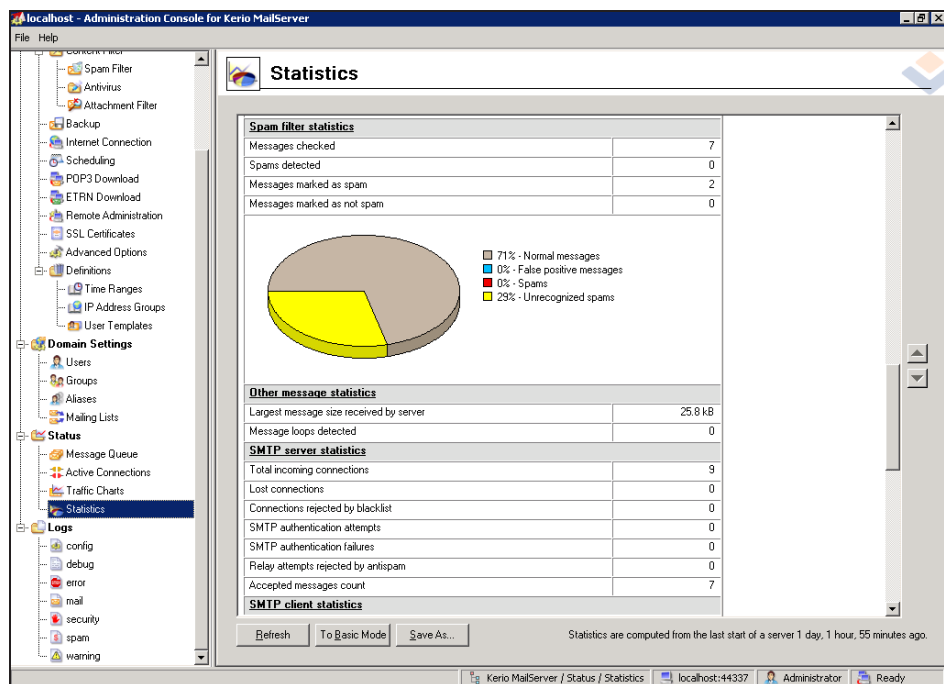 localhost - Administration Console for Kerio MailServer
File Help
Content Filter
Spam Filter
Antivirus
Attachment Filter
Backup
Internet Connection
Scheduling
POP3 Download
ETRN Download
Remote Administration
SSL Certificates
Advanced Options
Definitions
Time Ranges
IP Address Groups
User Templates
Domain Settings
Users
Groups
Aliases
Mailing Lists
Status
Message Queue
Active Connections
Traffic Charts
Statistics
Logs
config
debug
error
mail
security
spam
warning
Statistics
Spam filter statistics
Messages checked 7
Spams detected 0
Messages marked as spam 2
Messages marked as not spam 0
71% - Normal messages
0% - False positive messages
0% - Spams
29% - Unrecognized spams
Other message statistics
Largest message size received by server 25.8 kB
Message loops detected 0
SMTP server statistics
Total incoming connections 9
Lost connections 0
Connections rejected by blacklist 0
SMTP authentication attempts 0
SMTP authentication failures 0
Relay attempts rejected by antispam 0
Accepted messages count 7
SMTP client statistics
Refresh To Basic Mode Save As... Statistics are computed from the last start of a server 1 day, 1 hour, 55 minutes ago.
Kerio MailServer / Status / Statistics localhost:44337 Administrator Ready